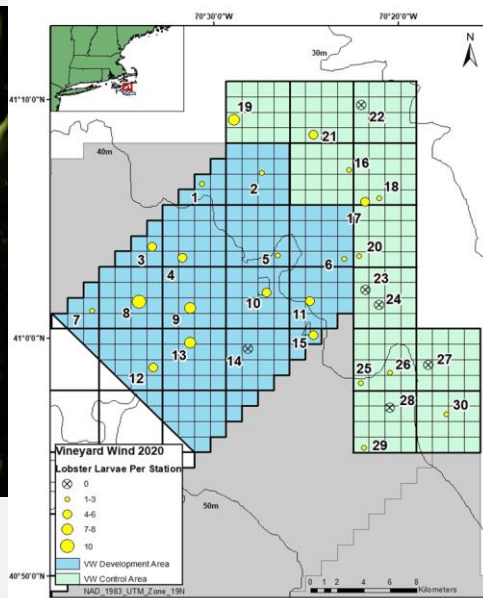 70°30'0"W 70°20'0"W
N
30m
41°10'0"N
19
22
21
40m
16
2
1
18
17
3
4
5
6
20
23
24
10
7
8
9
11
41°0'0"N
15
13
14
12
25
26
27
28
30
29
Vineyard Wind 2020
Lobster Larvae Per Station
0
1-3
4-6
7-8
10
50m
VW Development Area
VW Control Area
40°50'0"N
NAD_1983_UTM_Zone_19N
0 1 2 4 6 8
Kilometers